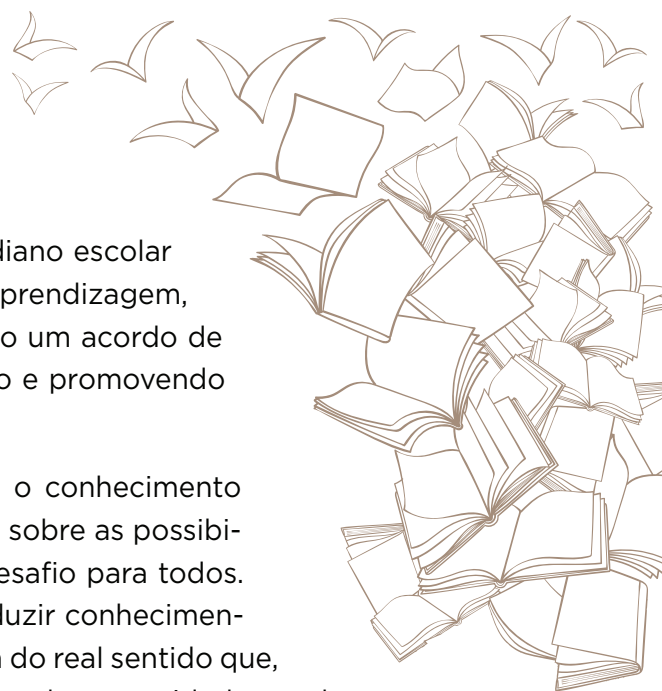 diano escolar
prendizagem,
o um acordo de
o e promovendo
o conhecimento
sobre as possibi-
esafio para todos.
duzir conhecimen-
do real sentido que,